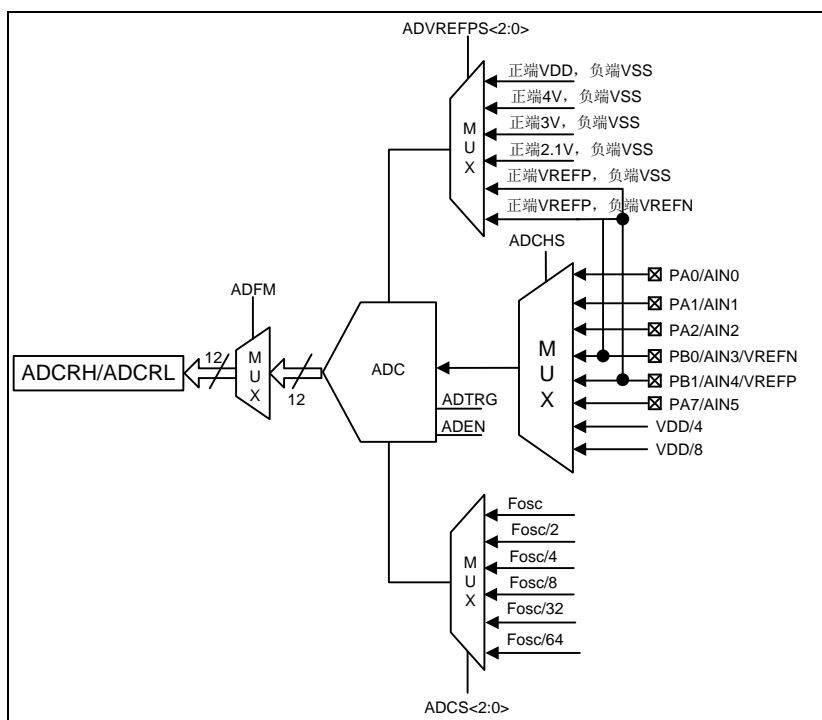 ADVREFPS<2:0>
正端VDD，负端VSS
正端4V，负端VSS
正端3V，负端VSS
正端2.1V，负端VSS
正端VREFP，负端VSS
正端VREFP，负端VREFN
MUX
ADCHS
PA0/AIN0
PA1/AIN1
PA2/AIN2
PB0/AIN3/VREFN
PB1/AIN4/VREFP
PA7/AIN5
VDD/4
VDD/8
MUX
ADFM
ADCRH/ADCRL
12
MUX
12
ADC
ADTRG
ADEN
Fosc
Fosc/2
Fosc/4
Fosc/8
Fosc/32
Fosc/64
MUX
ADCS<2:0>